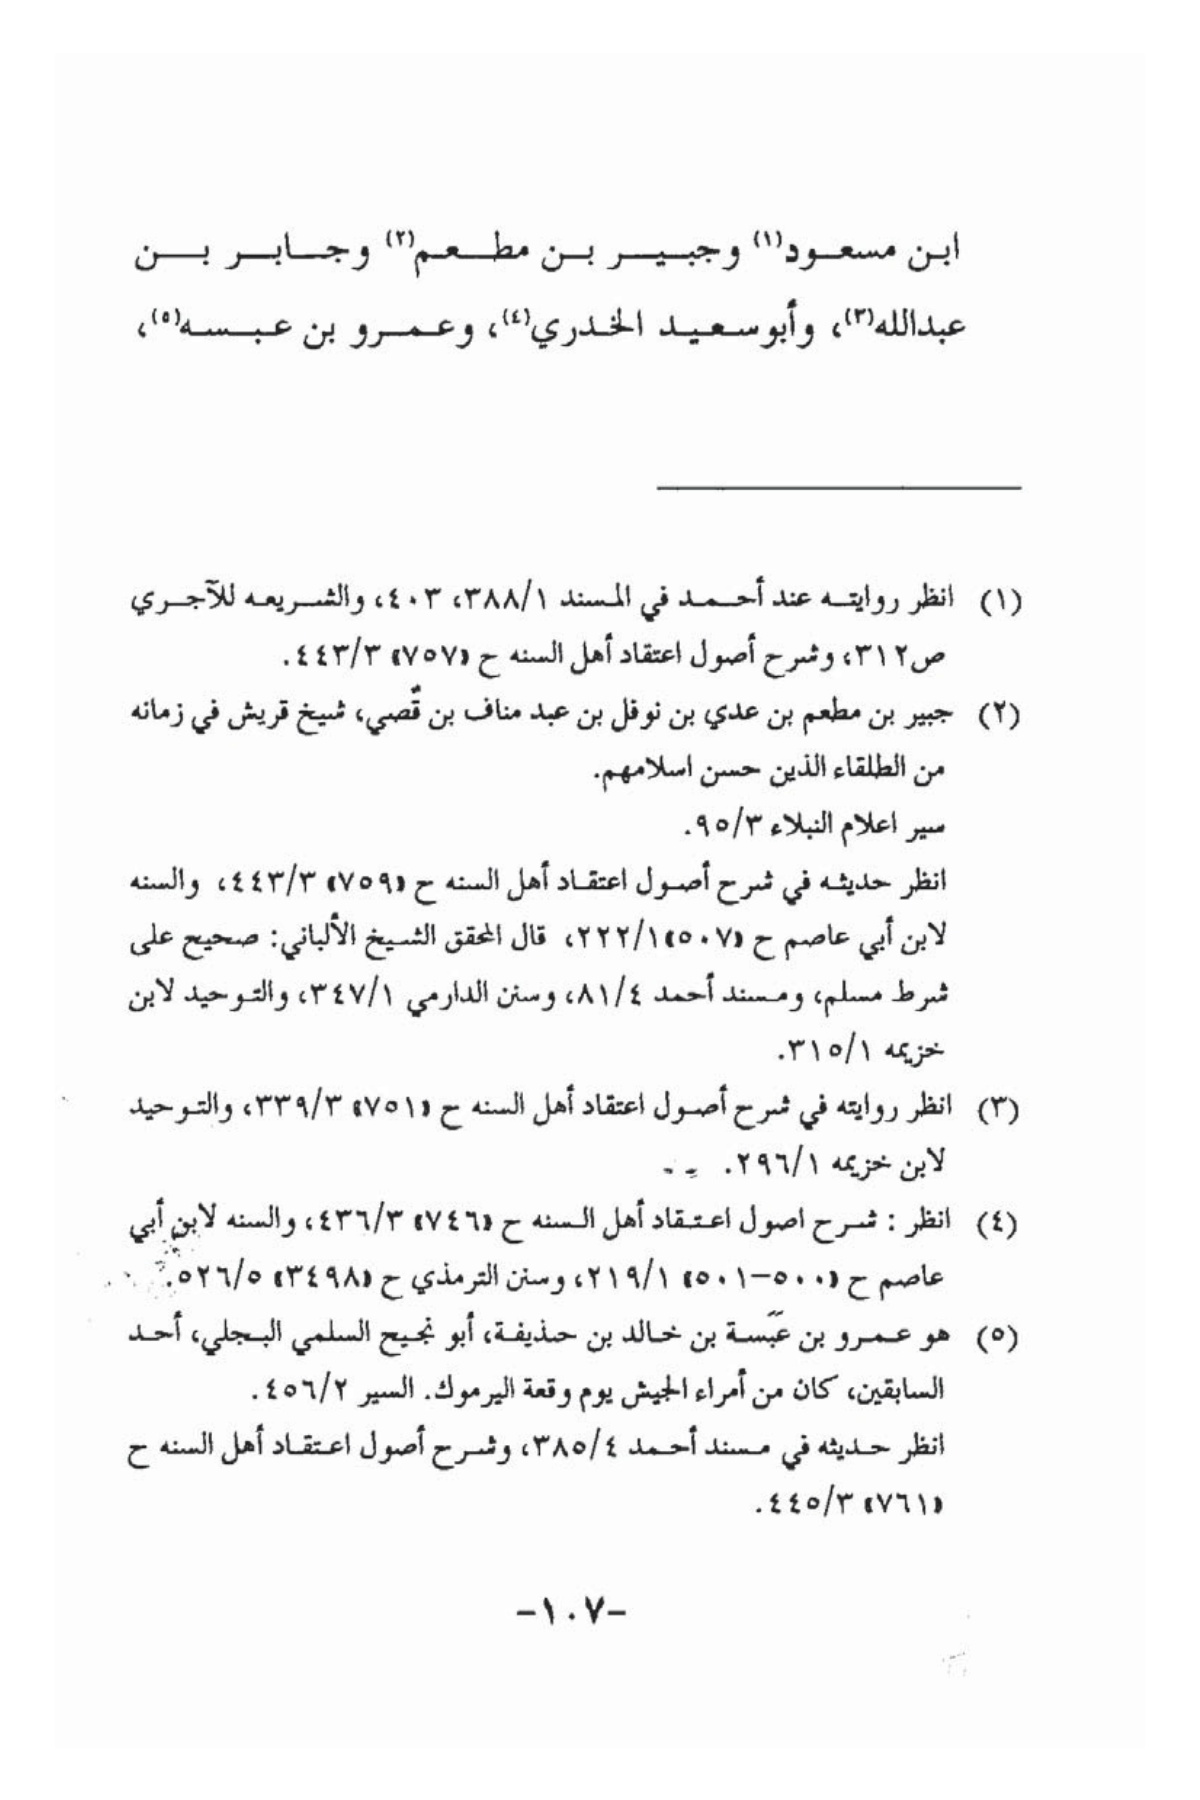 ابن مسعود(١) وجبير بن مطعم(٢) وجابر بن
عبدالله(٣)، وأبوسعيد الخدري(٤)، وعمرو بن عبسه(٥)،
(١) انظر روايته عند أحمد في المسند ٣٨٨/١، ٤٠٣، والشريعه للآجري
ص٣١٢، وشرح أصول اعتقاد أهل السنه ح «٧٥٧» ٤٤٣/٣.
(٢) جبير بن مطعم بن عدي بن نوفل بن عبد مناف بن قُصي، شيخ قريش في زمانه
من الطلقاء الذين حسن اسلامهم.
سير اعلام النبلاء ٩٥/٣.
انظر حديثه في شرح أصول اعتقاد أهل السنه ح «٧٥٩» ٤٤٣/٣، والسنه
لابن أبي عاصم ح «٥٠٧» ٢٢٢/١، قال المحقق الشيخ الألباني: صحيح على
شرط مسلم، ومسند أحمد ٨١/٤، وسنن الدارمي ٣٤٧/١، والتوحيد لابن
خزيمه ٣١٥/١.
(٣) انظر روايته في شرح أصول اعتقاد أهل السنه ح «٧٥١» ٣٣٩/٣، والتوحيد
لابن خزيمه ٢٩٦/١.
(٤) انظر : شرح اصول اعتقاد أهل السنه ح «٧٤٦» ٤٣٦/٣، والسنه لابن أبي
عاصم ح «٥٠٠-٥٠١» ٢١٩/١، وسنن الترمذي ح «٣٤٩٨» ٥٢٦/٥.
(٥) هو عمرو بن عَبَسة بن خالد بن حذيفة، أبو نجيح السلمي البجلي، أحد
السابقين، كان من أمراء الجيش يوم وقعة اليرموك. السير ٤٥٦/٢.
انظر حديثه في مسند أحمد ٣٨٥/٤، وشرح أصول اعتقاد أهل السنه ح
«٧٦١» ٤٤٥/٣.
-١٠٧-